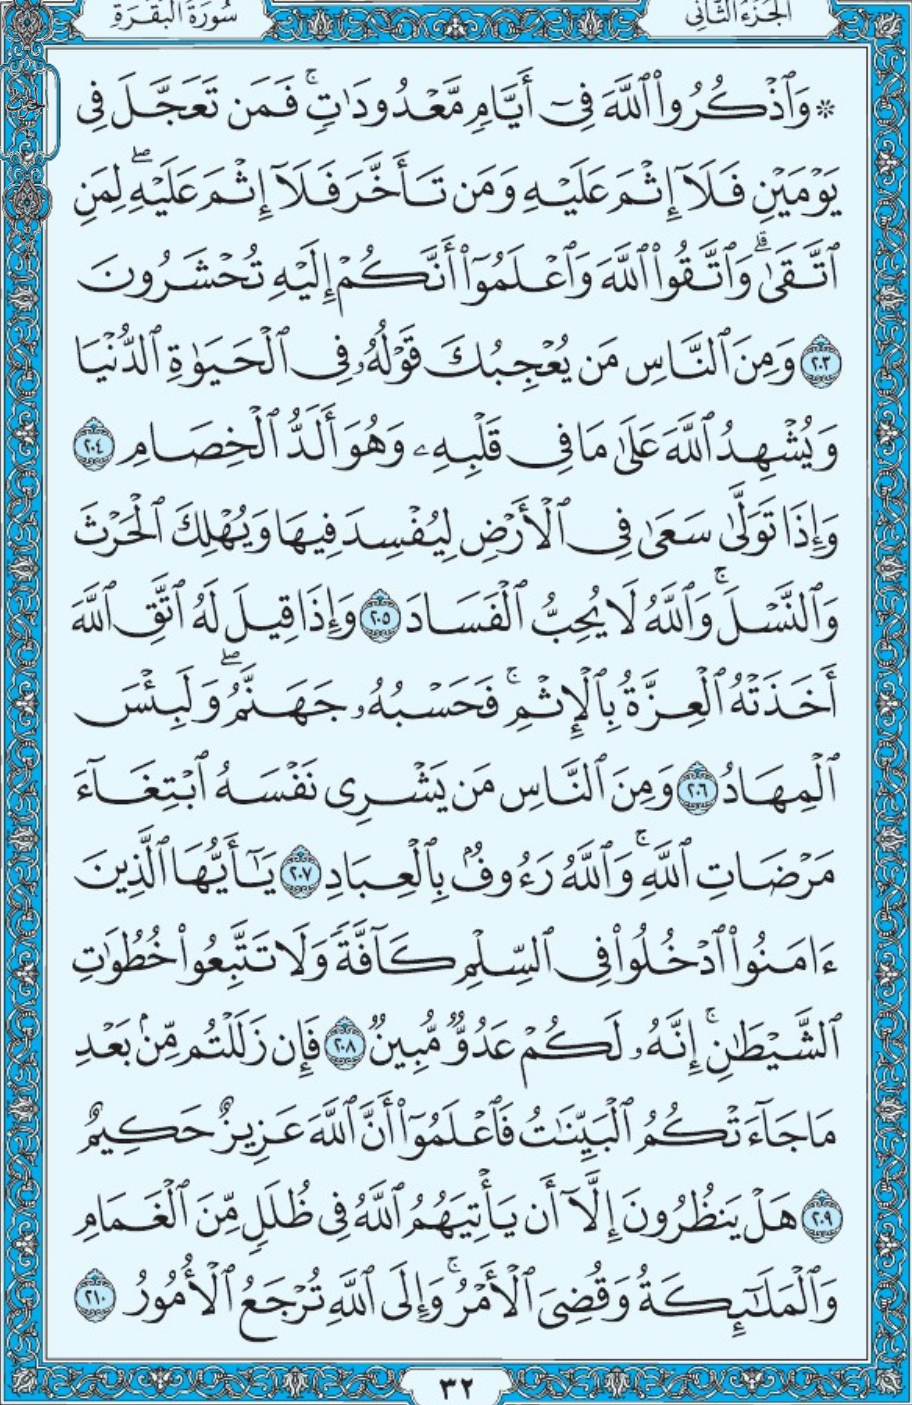 الجزء الثاني
سورة البقرة
۞ وَٱذۡكُرُواْ ٱللَّهَ فِيٓ أَيَّامٖ مَّعۡدُودَٰتٖۚ فَمَن تَعَجَّلَ فِي
يَوۡمَيۡنِ فَلَآ إِثۡمَ عَلَيۡهِ وَمَن تَأَخَّرَ فَلَآ إِثۡمَ عَلَيۡهِۖ لِمَنِ
ٱتَّقَىٰۗ وَٱتَّقُواْ ٱللَّهَ وَٱعۡلَمُوٓاْ أَنَّكُمۡ إِلَيۡهِ تُحۡشَرُونَ
٢٠٣ وَمِنَ ٱلنَّاسِ مَن يُعۡجِبُكَ قَوۡلُهُۥ فِي ٱلۡحَيَوٰةِ ٱلدُّنۡيَا
وَيُشۡهِدُ ٱللَّهَ عَلَىٰ مَا فِي قَلۡبِهِۦ وَهُوَ أَلَدُّ ٱلۡخِصَامِ ٢٠٤
وَإِذَا تَوَلَّىٰ سَعَىٰ فِي ٱلۡأَرۡضِ لِيُفۡسِدَ فِيهَا وَيُهۡلِكَ ٱلۡحَرۡثَ
وَٱلنَّسۡلَۚ وَٱللَّهُ لَا يُحِبُّ ٱلۡفَسَادَ ٢٠٥ وَإِذَا قِيلَ لَهُ ٱتَّقِ ٱللَّهَ
أَخَذَتۡهُ ٱلۡعِزَّةُ بِٱلۡإِثۡمِۚ فَحَسۡبُهُۥ جَهَنَّمُۖ وَلَبِئۡسَ
ٱلۡمِهَادُ ٢٠٦ وَمِنَ ٱلنَّاسِ مَن يَشۡرِي نَفۡسَهُ ٱبۡتِغَآءَ
مَرۡضَاتِ ٱللَّهِۚ وَٱللَّهُ رَءُوفُۢ بِٱلۡعِبَادِ ٢٠٧ يَٰٓأَيُّهَا ٱلَّذِينَ
ءَامَنُواْ ٱدۡخُلُواْ فِي ٱلسِّلۡمِ كَآفَّةٗ وَلَا تَتَّبِعُواْ خُطُوَٰتِ
ٱلشَّيۡطَٰنِۚ إِنَّهُۥ لَكُمۡ عَدُوّٞ مُّبِينٞ ٢٠٨ فَإِن زَلَلۡتُم مِّنۢ بَعۡدِ
مَا جَآءَتۡكُمُ ٱلۡبَيِّنَٰتُ فَٱعۡلَمُوٓاْ أَنَّ ٱللَّهَ عَزِيزٌ حَكِيمٌ
٢٠٩ هَلۡ يَنظُرُونَ إِلَّآ أَن يَأۡتِيَهُمُ ٱللَّهُ فِي ظُلَلٖ مِّنَ ٱلۡغَمَامِ
وَٱلۡمَلَٰٓئِكَةُ وَقُضِيَ ٱلۡأَمۡرُۚ وَإِلَى ٱللَّهِ تُرۡجَعُ ٱلۡأُمُورُ ٢١٠
٣٢